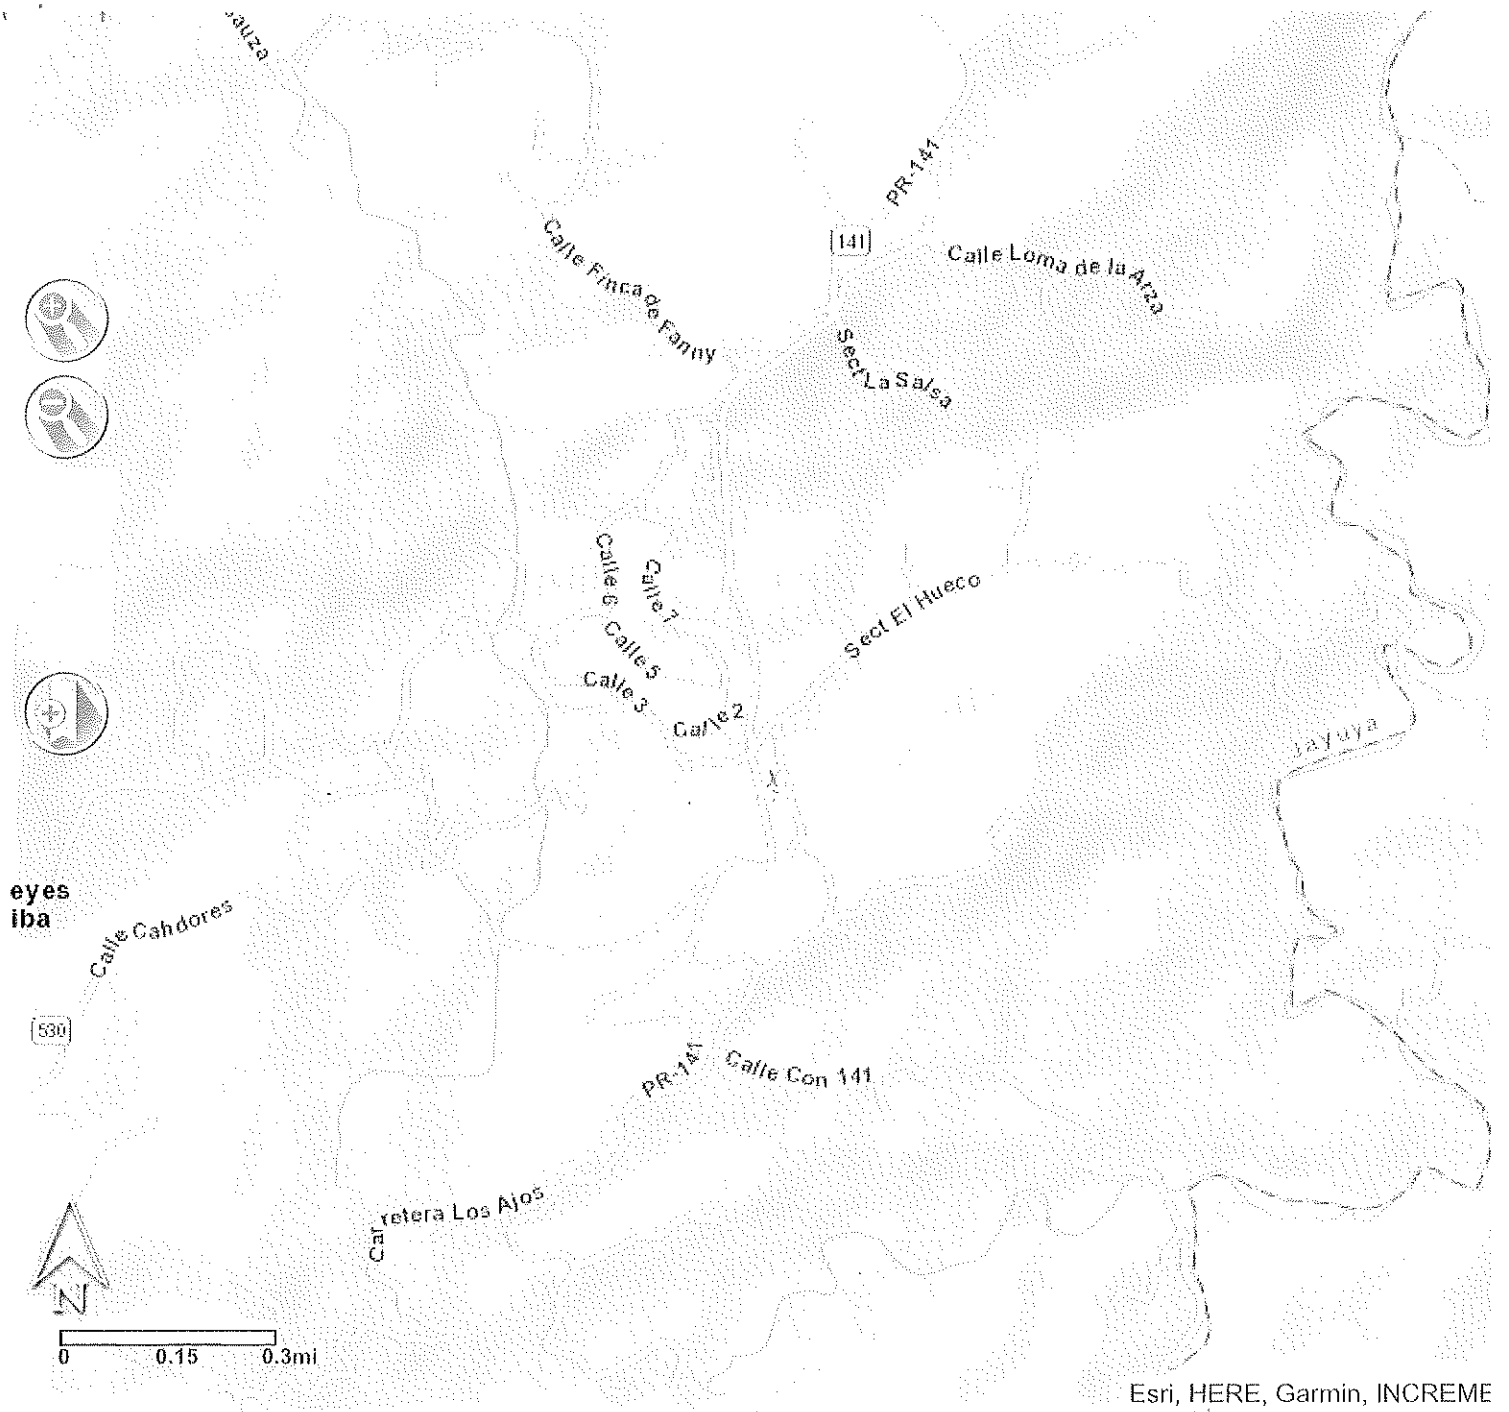 auza
PR-141
141
Calle Loma de la Arza
Calle Finca de Fanny
Sect La Salsa
Calle 6
Calle 7
Calle 5
Calle 3
Calle 2
Sect El Hueco
Tayuya
eyes
iba
Calle Cahdores
530
PR-141
Calle Con 141
Carretera Los Ajos
N
0 0.15 0.3mi
Esri, HERE, Garmin, INCREME